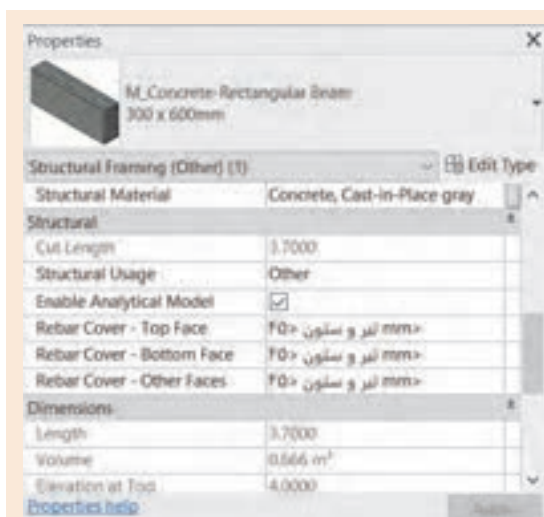 Properties
M_Concrete-Rectangular Beam
300 x 600mm
Structural Framing (Other) (1)
Edit Type
Structural Material Concrete, Cast-in-Place gray
Structural
Cut Length 3.7000
Structural Usage Other
Enable Analytical Model
Rebar Cover - Top Face تیر و ستون <۴۵ mm>
Rebar Cover - Bottom Face تیر و ستون <۴۵ mm>
Rebar Cover - Other Faces تیر و ستون <۴۵ mm>
Dimensions
Length 3.7000
Volume 0.666 m³
Elevation at Top 4.0000
Properties help
Apply